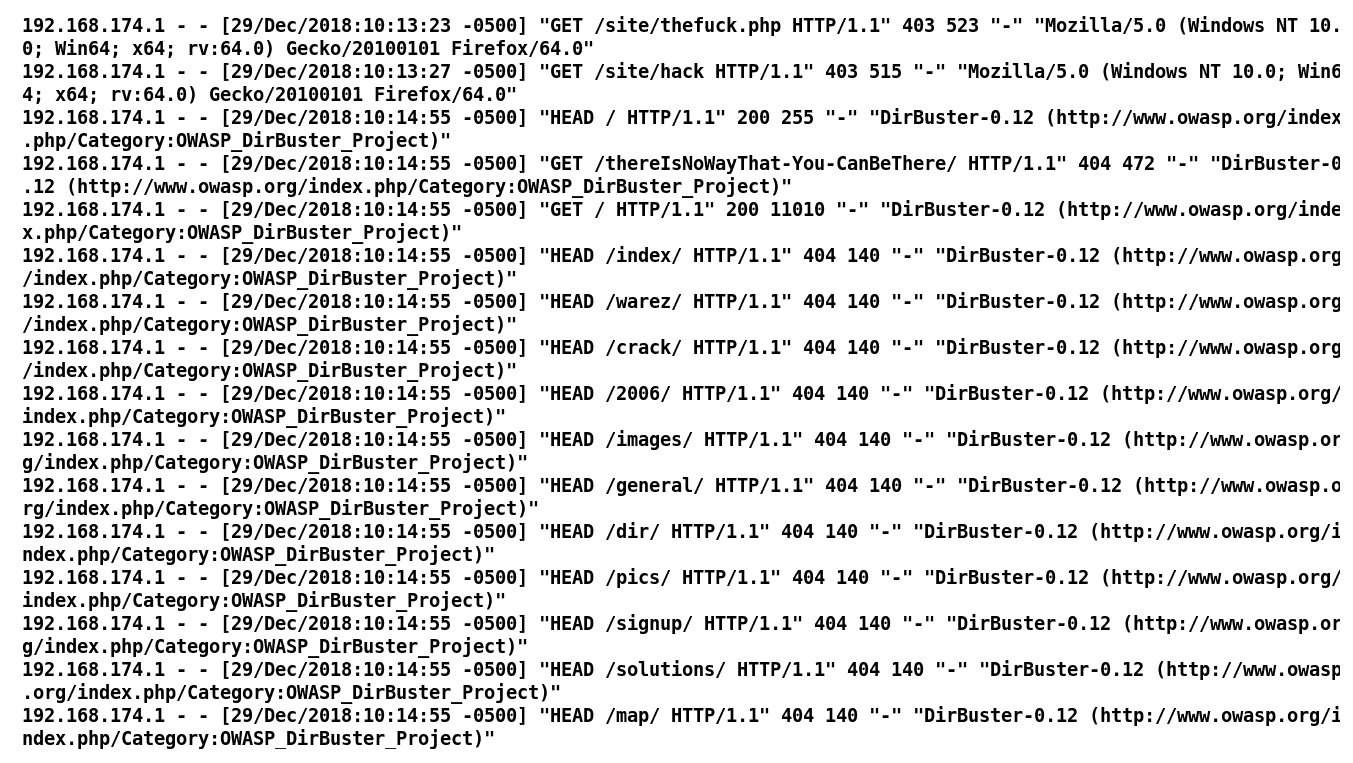 192.168.174.1 - - [29/Dec/2018:10:13:23 -0500] "GET /site/thefuck.php HTTP/1.1" 403 523 "-" "Mozilla/5.0 (Windows NT 10.
0; Win64; x64; rv:64.0) Gecko/20100101 Firefox/64.0"
192.168.174.1 - - [29/Dec/2018:10:13:27 -0500] "GET /site/hack HTTP/1.1" 403 515 "-" "Mozilla/5.0 (Windows NT 10.0; Win6
4; x64; rv:64.0) Gecko/20100101 Firefox/64.0"
192.168.174.1 - - [29/Dec/2018:10:14:55 -0500] "HEAD / HTTP/1.1" 200 255 "-" "DirBuster-0.12 (http://www.owasp.org/index
.php/Category:OWASP_DirBuster_Project)"
192.168.174.1 - - [29/Dec/2018:10:14:55 -0500] "GET /thereIsNoWayThat-You-CanBeThere/ HTTP/1.1" 404 472 "-" "DirBuster-0
.12 (http://www.owasp.org/index.php/Category:OWASP_DirBuster_Project)"
192.168.174.1 - - [29/Dec/2018:10:14:55 -0500] "GET / HTTP/1.1" 200 11010 "-" "DirBuster-0.12 (http://www.owasp.org/inde
x.php/Category:OWASP_DirBuster_Project)"
192.168.174.1 - - [29/Dec/2018:10:14:55 -0500] "HEAD /index/ HTTP/1.1" 404 140 "-" "DirBuster-0.12 (http://www.owasp.org
/index.php/Category:OWASP_DirBuster_Project)"
192.168.174.1 - - [29/Dec/2018:10:14:55 -0500] "HEAD /warez/ HTTP/1.1" 404 140 "-" "DirBuster-0.12 (http://www.owasp.org
/index.php/Category:OWASP_DirBuster_Project)"
192.168.174.1 - - [29/Dec/2018:10:14:55 -0500] "HEAD /crack/ HTTP/1.1" 404 140 "-" "DirBuster-0.12 (http://www.owasp.org
/index.php/Category:OWASP_DirBuster_Project)"
192.168.174.1 - - [29/Dec/2018:10:14:55 -0500] "HEAD /2006/ HTTP/1.1" 404 140 "-" "DirBuster-0.12 (http://www.owasp.org/
index.php/Category:OWASP_DirBuster_Project)"
192.168.174.1 - - [29/Dec/2018:10:14:55 -0500] "HEAD /images/ HTTP/1.1" 404 140 "-" "DirBuster-0.12 (http://www.owasp.or
g/index.php/Category:OWASP_DirBuster_Project)"
192.168.174.1 - - [29/Dec/2018:10:14:55 -0500] "HEAD /general/ HTTP/1.1" 404 140 "-" "DirBuster-0.12 (http://www.owasp.o
rg/index.php/Category:OWASP_DirBuster_Project)"
192.168.174.1 - - [29/Dec/2018:10:14:55 -0500] "HEAD /dir/ HTTP/1.1" 404 140 "-" "DirBuster-0.12 (http://www.owasp.org/i
ndex.php/Category:OWASP_DirBuster_Project)"
192.168.174.1 - - [29/Dec/2018:10:14:55 -0500] "HEAD /pics/ HTTP/1.1" 404 140 "-" "DirBuster-0.12 (http://www.owasp.org/
index.php/Category:OWASP_DirBuster_Project)"
192.168.174.1 - - [29/Dec/2018:10:14:55 -0500] "HEAD /signup/ HTTP/1.1" 404 140 "-" "DirBuster-0.12 (http://www.owasp.or
g/index.php/Category:OWASP_DirBuster_Project)"
192.168.174.1 - - [29/Dec/2018:10:14:55 -0500] "HEAD /solutions/ HTTP/1.1" 404 140 "-" "DirBuster-0.12 (http://www.owasp
.org/index.php/Category:OWASP_DirBuster_Project)"
192.168.174.1 - - [29/Dec/2018:10:14:55 -0500] "HEAD /map/ HTTP/1.1" 404 140 "-" "DirBuster-0.12 (http://www.owasp.org/i
ndex.php/Category:OWASP_DirBuster_Project)"